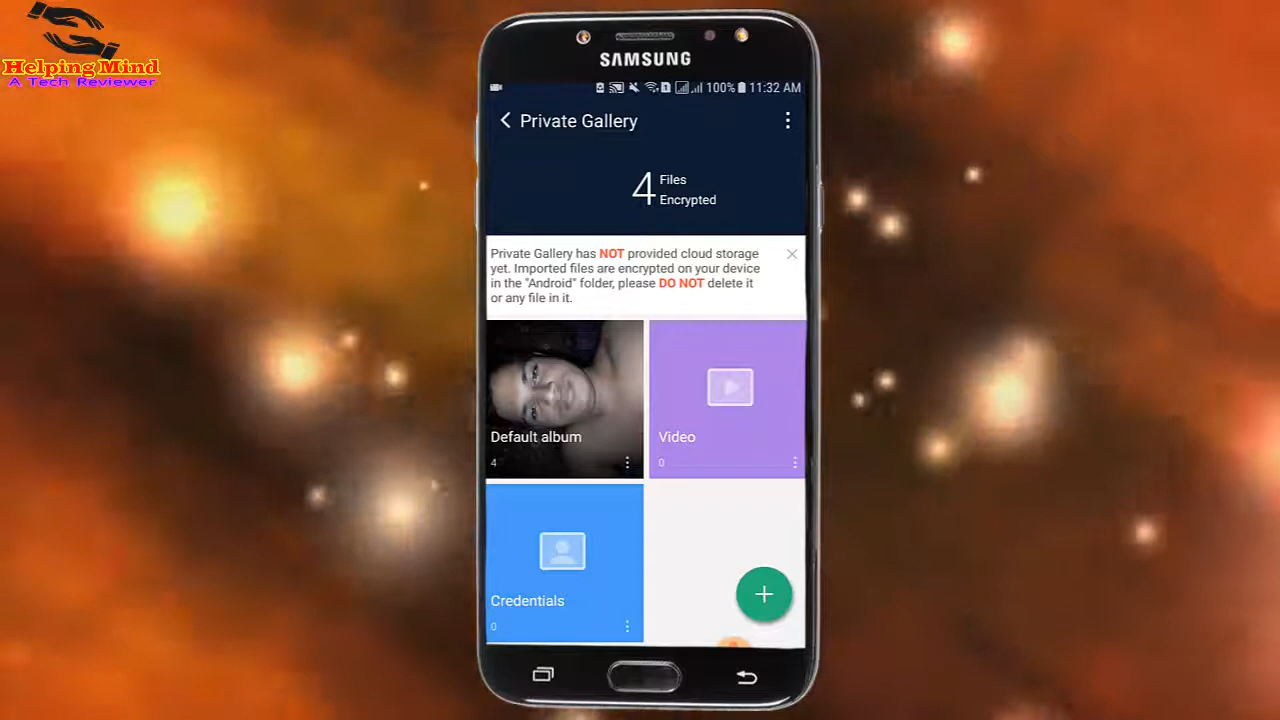 Helping Mind
A Tech Reviewer
SAMSUNG
100% 11:32 AM
Private Gallery
4 Files
Encrypted
Private Gallery has NOT provided cloud storage
yet. Imported files are encrypted on your device
in the "Android" folder, please DO NOT delete it
or any file in it.
Default album
4
Video
0
Credentials
0